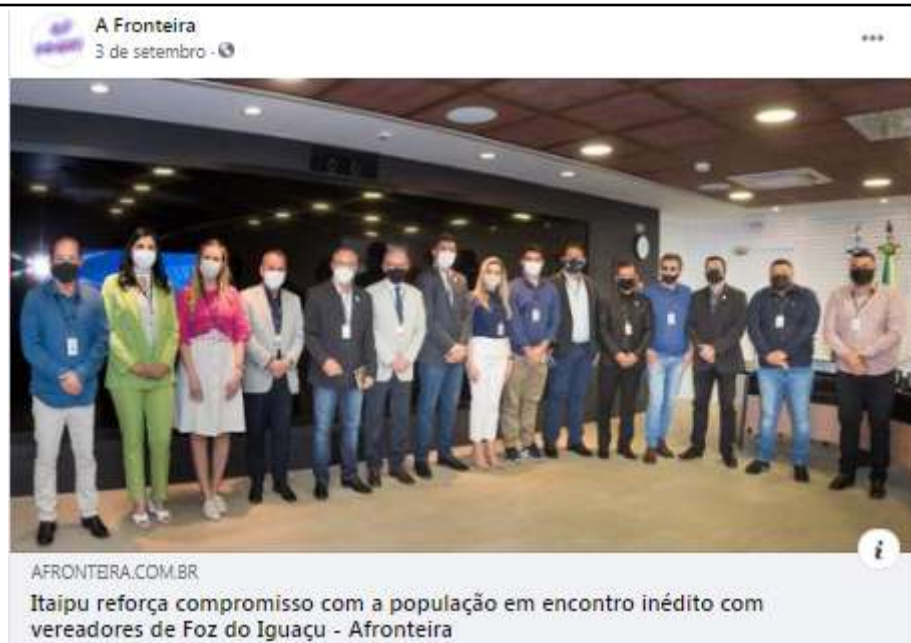 A Fronteira
3 de setembro
AFRONTEIRA.COM.BR
Itaipu reforça compromisso com a população em encontro inédito com
vereadores de Foz do Iguaçu - Afronteira